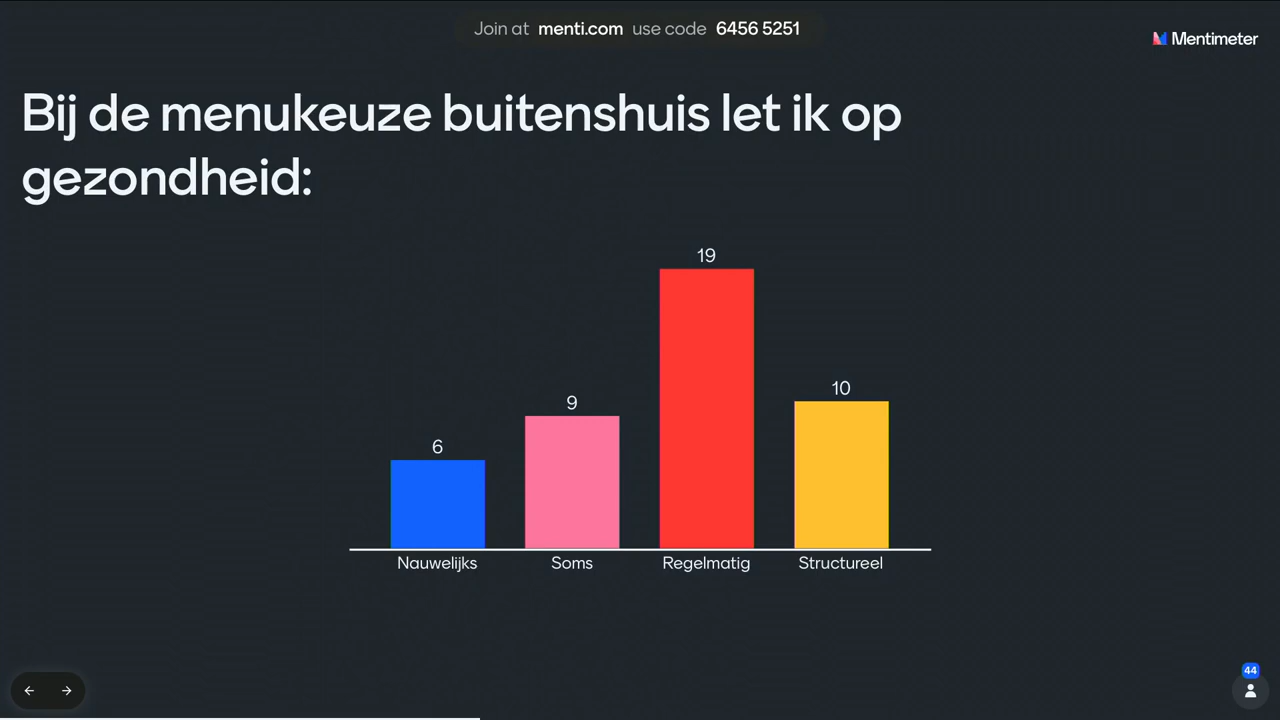 Join at menti.com use code 6456 5251
Mentimeter
Bij de menukeuze buitenshuis let ik op
gezondheid:
19
10
9
6
Nauwelijks Soms Regelmatig Structureel
44